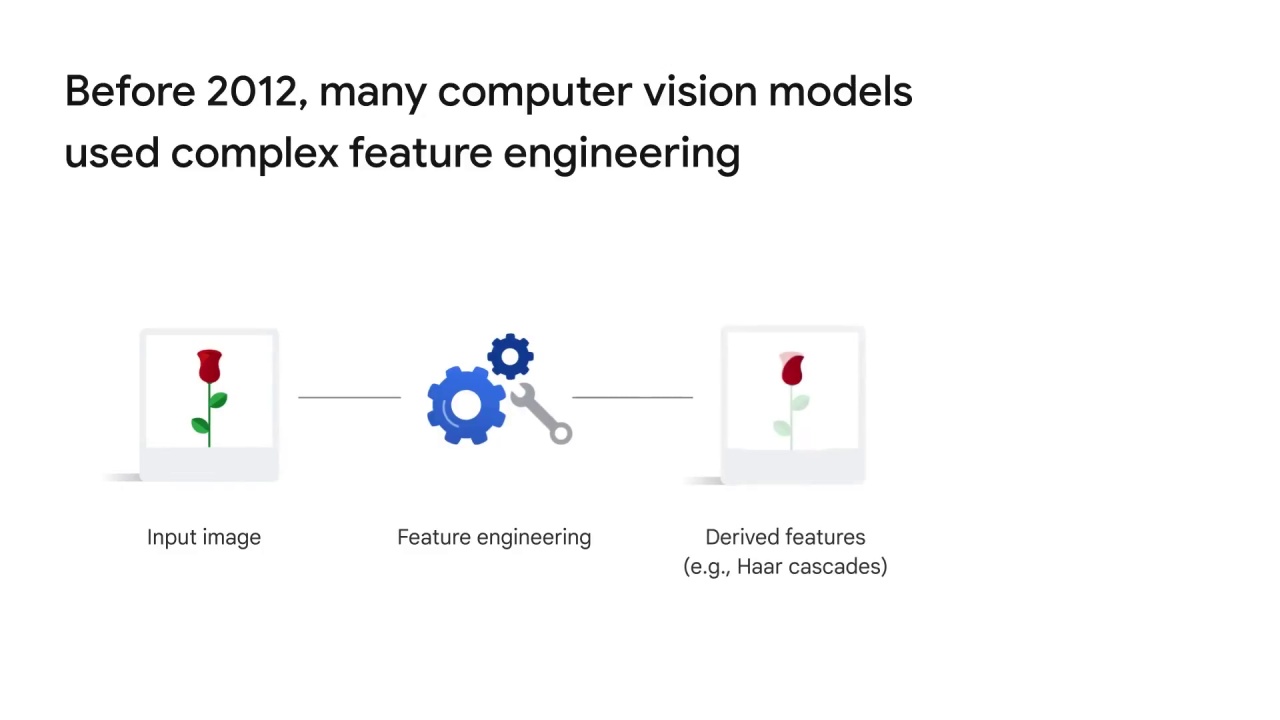 Before 2012, many computer vision models
used complex feature engineering
Input image
Feature engineering
Derived features
(e.g., Haar cascades)